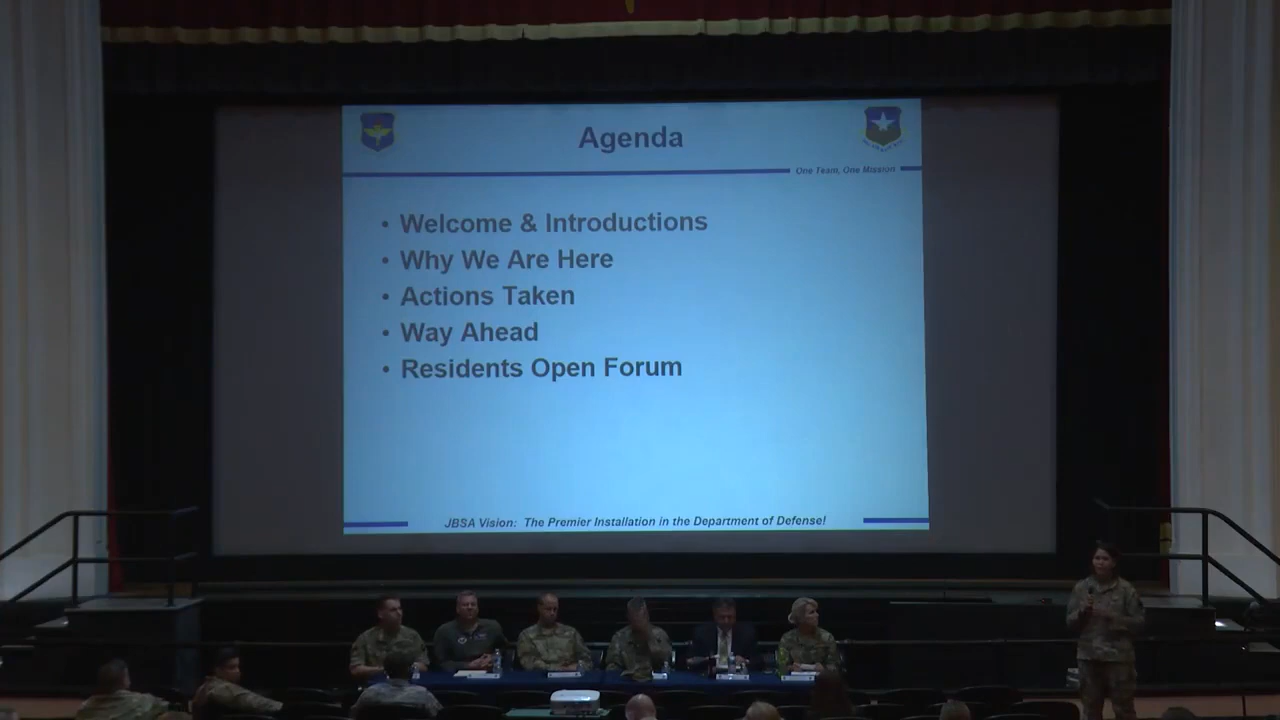 Agenda
One Team, One Mission
• Welcome & Introductions
• Why We Are Here
• Actions Taken
• Way Ahead
• Residents Open Forum
JBSA Vision: The Premier Installation in the Department of Defense!